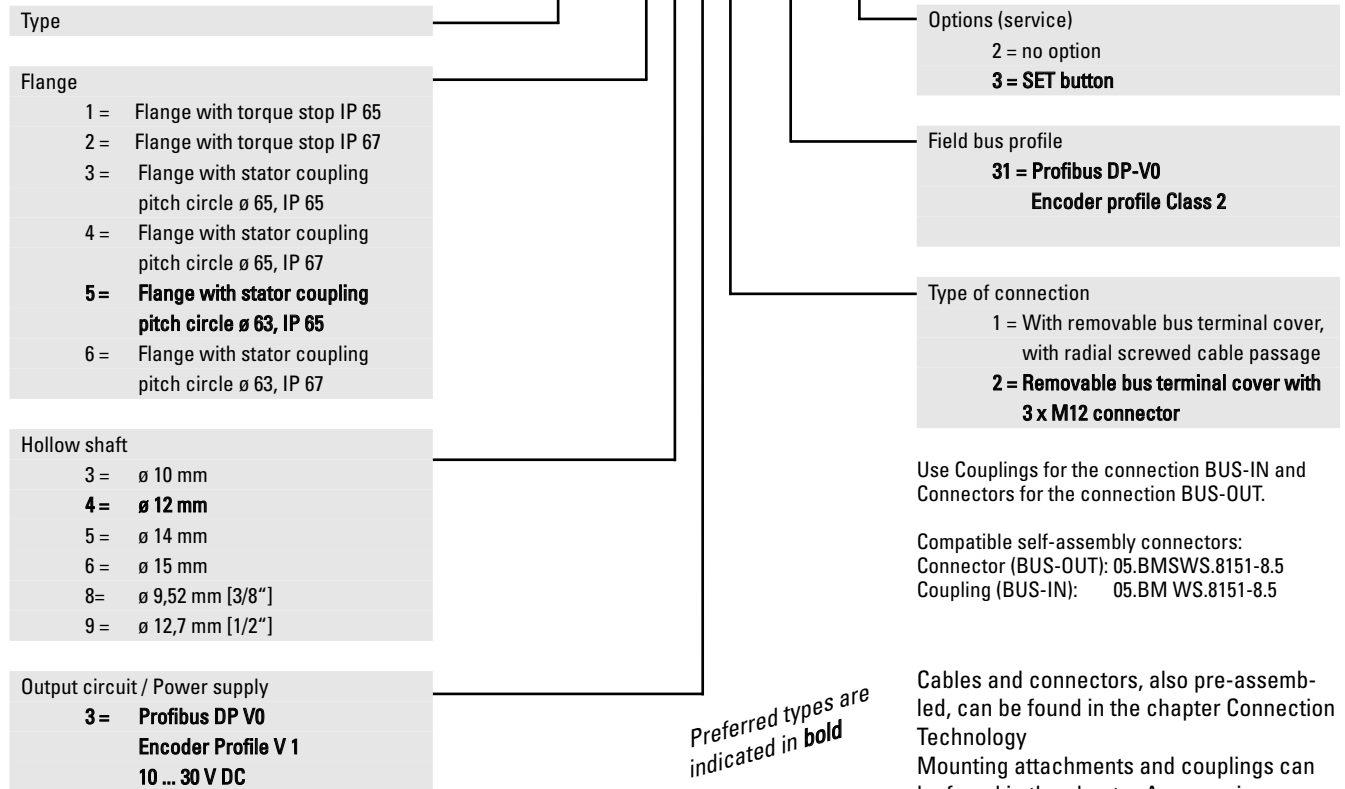 Type
Flange
1 = Flange with torque stop IP 65
2 = Flange with torque stop IP 67
3 = Flange with stator coupling
pitch circle ø 65, IP 65
4 = Flange with stator coupling
pitch circle ø 65, IP 67
5 = Flange with stator coupling
pitch circle ø 63, IP 65
6 = Flange with stator coupling
pitch circle ø 63, IP 67
Hollow shaft
3 = ø 10 mm
4 = ø 12 mm
5 = ø 14 mm
6 = ø 15 mm
8= ø 9,52 mm [3/8“]
9 = ø 12,7 mm [1/2“]
Output circuit / Power supply
3 = Profibus DP V0
Encoder Profile V 1
10 ... 30 V DC
Preferred types are
indicated in bold
Options (service)
2 = no option
3 = SET button
Field bus profile
31 = Profibus DP-V0
Encoder profile Class 2
Type of connection
1 = With removable bus terminal cover,
with radial screwed cable passage
2 = Removable bus terminal cover with
3 x M12 connector
Use Couplings for the connection BUS-IN and
Connectors for the connection BUS-OUT.
Compatible self-assembly connectors:
Connector (BUS-OUT): 05.BMSWS.8151-8.5
Coupling (BUS-IN): 05.BM WS.8151-8.5
Cables and connectors, also pre-assemb-
led, can be found in the chapter Connection
Technology
Mounting attachments and couplings can